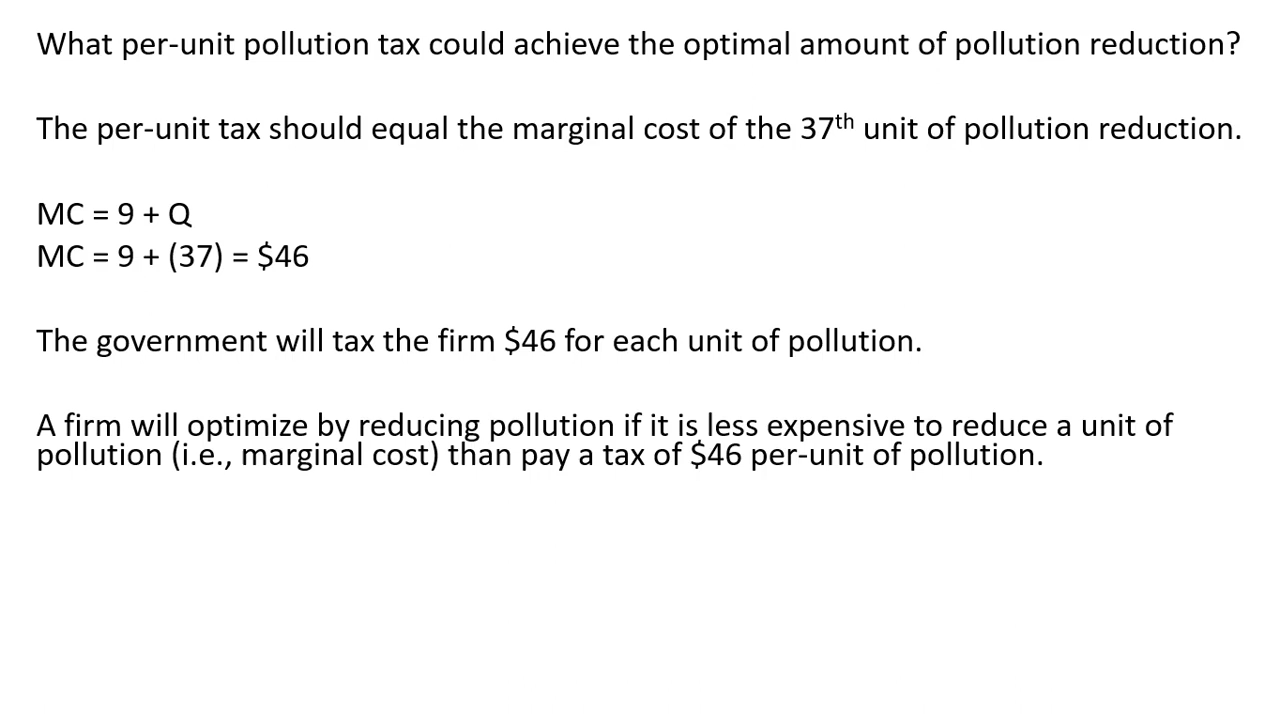 What per-unit pollution tax could achieve the optimal amount of pollution reduction?
The per-unit tax should equal the marginal cost of the 37th unit of pollution reduction.
MC = 9 + Q
MC = 9 + (37) = $46
The government will tax the firm $46 for each unit of pollution.
A firm will optimize by reducing pollution if it is less expensive to reduce a unit of
pollution (i.e., marginal cost) than pay a tax of $46 per-unit of pollution.